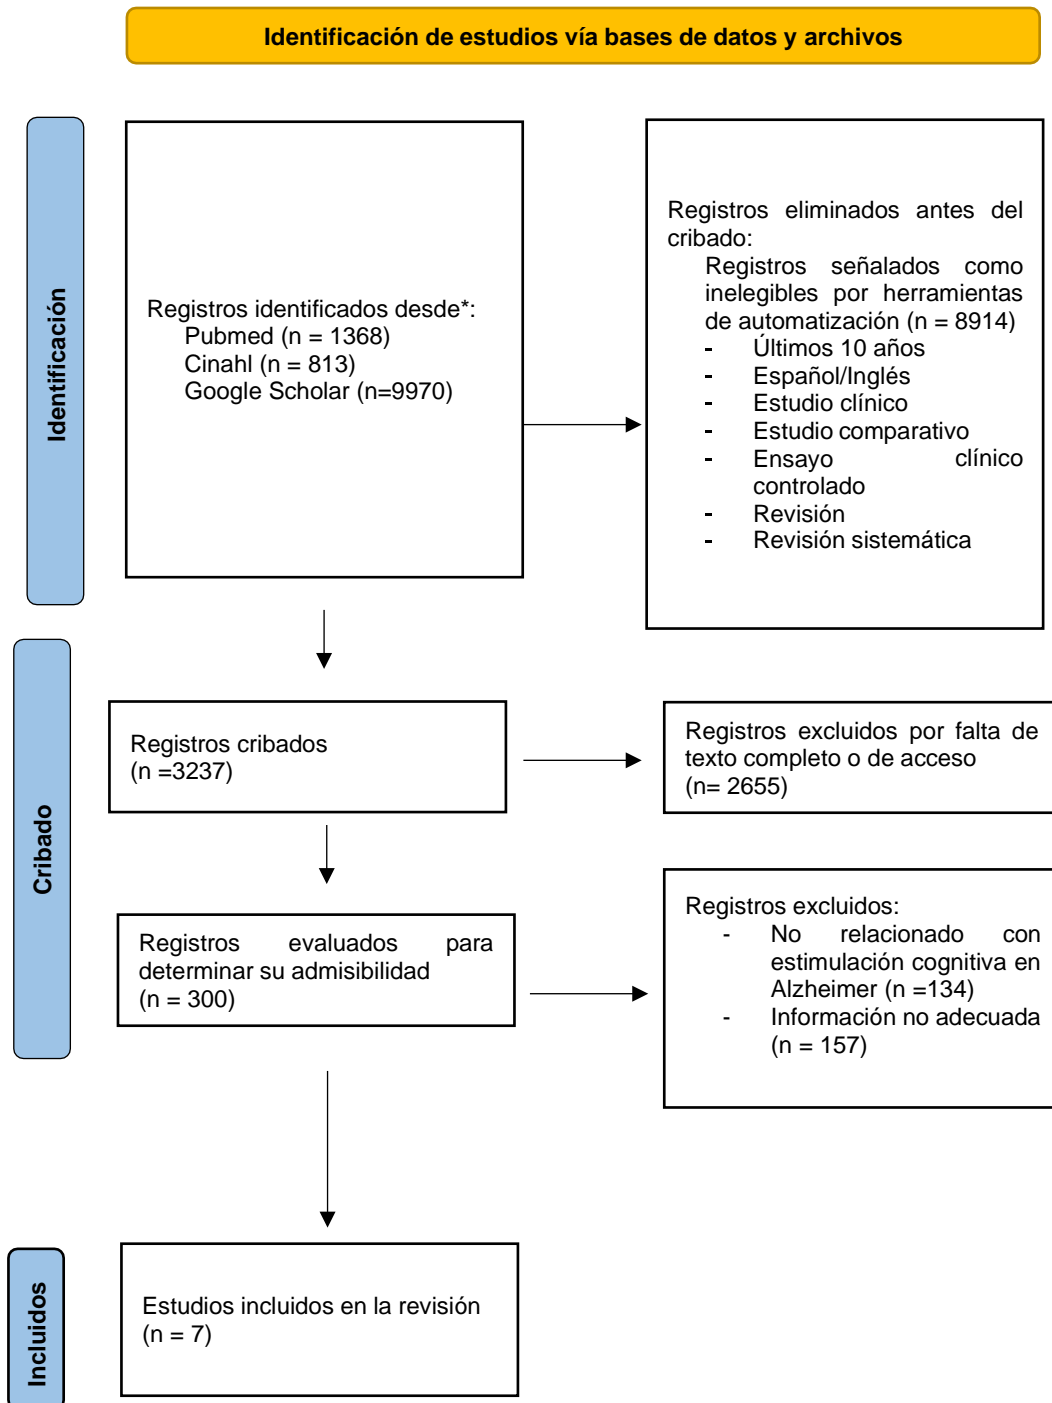 Identificación de estudios vía bases de datos y archivos
Identificación
Registros identificados desde*:
Pubmed (n = 1368)
Cinahl (n = 813)
Google Scholar (n=9970)
Registros eliminados antes del
cribado:
Registros señalados como
inelegibles por herramientas
de automatización (n = 8914)
- Últimos 10 años
- Español/Inglés
- Estudio clínico
- Estudio comparativo
- Ensayo clínico
controlado
- Revisión
- Revisión sistemática
Cribado
Registros cribados
(n =3237)
Registros excluidos por falta de
texto completo o de acceso
(n= 2655)
Registros evaluados para
determinar su admisibilidad
(n = 300)
Registros excluidos:
- No relacionado con
estimulación cognitiva en
Alzheimer (n =134)
- Información no adecuada
(n = 157)
Incluidos
Estudios incluidos en la revisión
(n = 7)